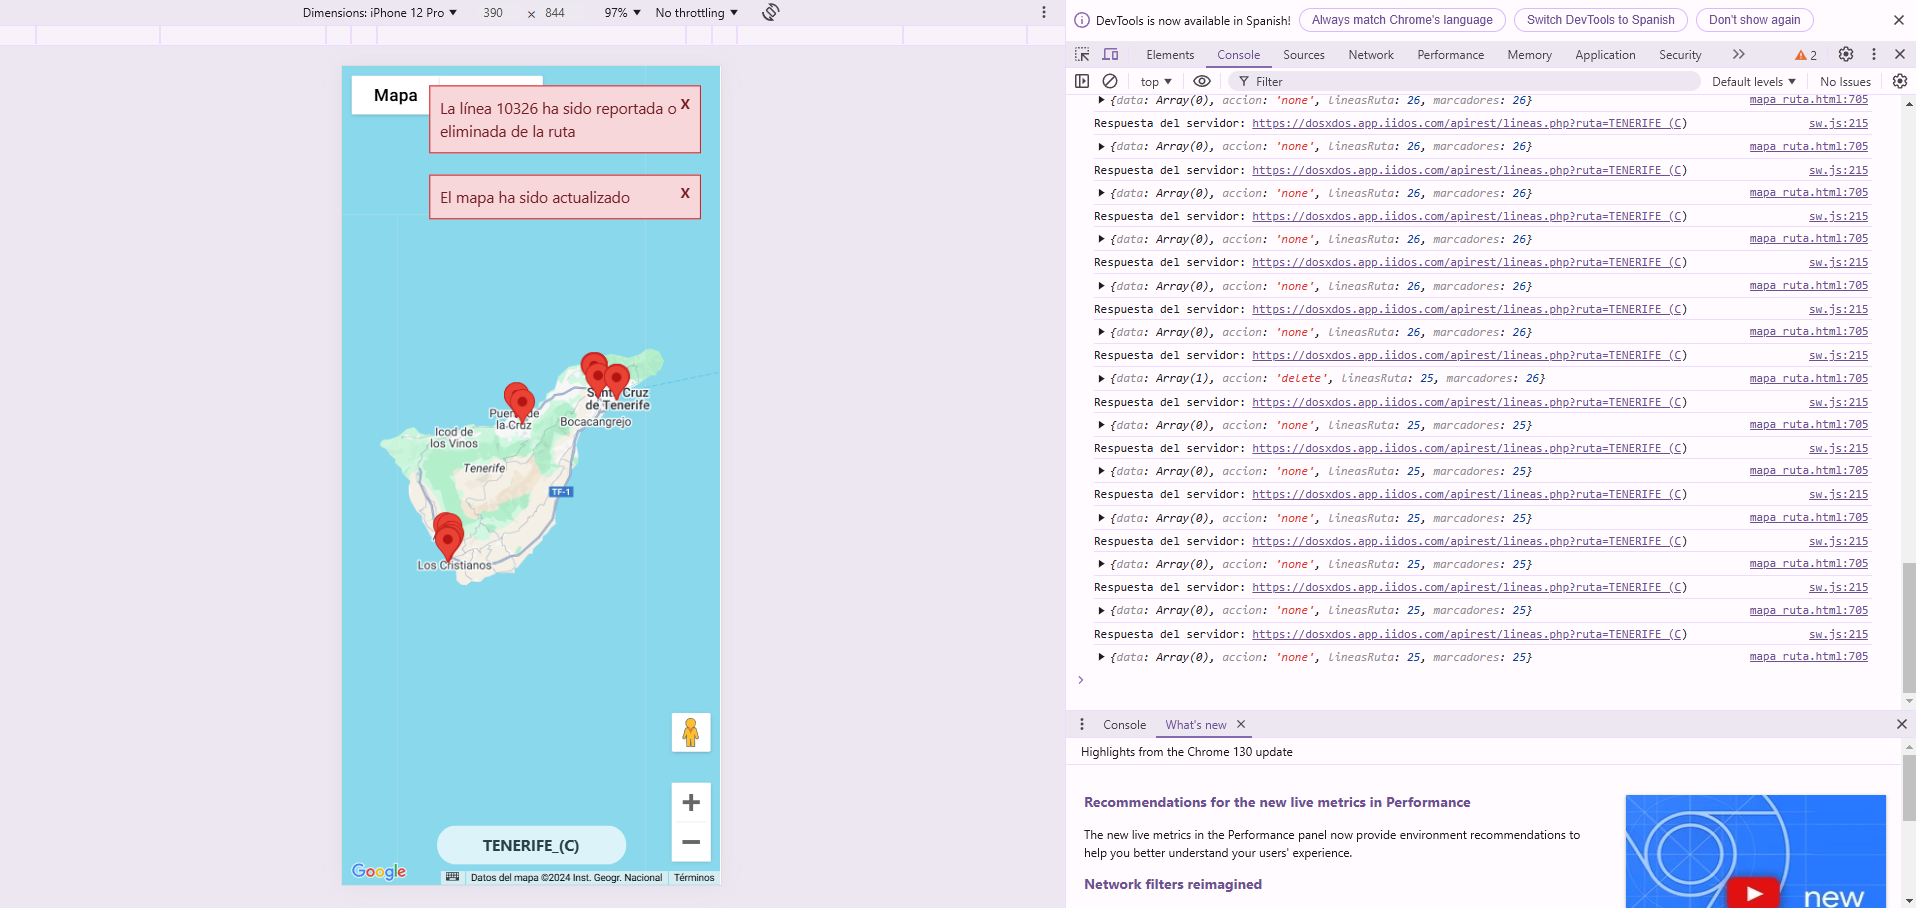 Dimensions: iPhone 12 Pro ▼ 390 × 844 97% ▼ No throttling ▼
Mapa
La línea 10326 ha sido reportada o eliminada de la ruta X
El mapa ha sido actualizado X
Santa Cruz
de Tenerife
Puerto de
la Cruz
Bocacangrejo
Icod de
los Vinos
Tenerife
TF-1
Los Cristianos
TENERIFE_(C)
Google
Datos del mapa ©2024 Inst. Geogr. Nacional Términos
DevTools is now available in Spanish! Always match Chrome's language Switch DevTools to Spanish Don't show again
Elements Console Sources Network Performance Memory Application Security 2
top ▼ Filter Default levels ▼ No Issues
{data: Array(0), accion: 'none', lineasRuta: 26, marcadores: 26} mapa_ruta.html:705
Respuesta del servidor: https://dosxdos.app.iidos.com/apirest/lineas.php?ruta=TENERIFE_(C) sw.js:215
{data: Array(0), accion: 'none', lineasRuta: 26, marcadores: 26} mapa_ruta.html:705
Respuesta del servidor: https://dosxdos.app.iidos.com/apirest/lineas.php?ruta=TENERIFE_(C) sw.js:215
{data: Array(0), accion: 'none', lineasRuta: 26, marcadores: 26} mapa_ruta.html:705
Respuesta del servidor: https://dosxdos.app.iidos.com/apirest/lineas.php?ruta=TENERIFE_(C) sw.js:215
{data: Array(0), accion: 'none', lineasRuta: 26, marcadores: 26} mapa_ruta.html:705
Respuesta del servidor: https://dosxdos.app.iidos.com/apirest/lineas.php?ruta=TENERIFE_(C) sw.js:215
{data: Array(0), accion: 'none', lineasRuta: 26, marcadores: 26} mapa_ruta.html:705
Respuesta del servidor: https://dosxdos.app.iidos.com/apirest/lineas.php?ruta=TENERIFE_(C) sw.js:215
{data: Array(0), accion: 'none', lineasRuta: 26, marcadores: 26} mapa_ruta.html:705
Respuesta del servidor: https://dosxdos.app.iidos.com/apirest/lineas.php?ruta=TENERIFE_(C) sw.js:215
{data: Array(1), accion: 'delete', lineasRuta: 25, marcadores: 26} mapa_ruta.html:705
Respuesta del servidor: https://dosxdos.app.iidos.com/apirest/lineas.php?ruta=TENERIFE_(C) sw.js:215
{data: Array(0), accion: 'none', lineasRuta: 25, marcadores: 25} mapa_ruta.html:705
Respuesta del servidor: https://dosxdos.app.iidos.com/apirest/lineas.php?ruta=TENERIFE_(C) sw.js:215
{data: Array(0), accion: 'none', lineasRuta: 25, marcadores: 25} mapa_ruta.html:705
Respuesta del servidor: https://dosxdos.app.iidos.com/apirest/lineas.php?ruta=TENERIFE_(C) sw.js:215
{data: Array(0), accion: 'none', lineasRuta: 25, marcadores: 25} mapa_ruta.html:705
Respuesta del servidor: https://dosxdos.app.iidos.com/apirest/lineas.php?ruta=TENERIFE_(C) sw.js:215
{data: Array(0), accion: 'none', lineasRuta: 25, marcadores: 25} mapa_ruta.html:705
Respuesta del servidor: https://dosxdos.app.iidos.com/apirest/lineas.php?ruta=TENERIFE_(C) sw.js:215
{data: Array(0), accion: 'none', lineasRuta: 25, marcadores: 25} mapa_ruta.html:705
Respuesta del servidor: https://dosxdos.app.iidos.com/apirest/lineas.php?ruta=TENERIFE_(C) sw.js:215
{data: Array(0), accion: 'none', lineasRuta: 25, marcadores: 25} mapa_ruta.html:705
Console What's new
Highlights from the Chrome 130 update
Recommendations for the new live metrics in Performance
The new live metrics in the Performance panel now provide environment recommendations to
help you better understand your users' experience.
Network filters reimagined
new